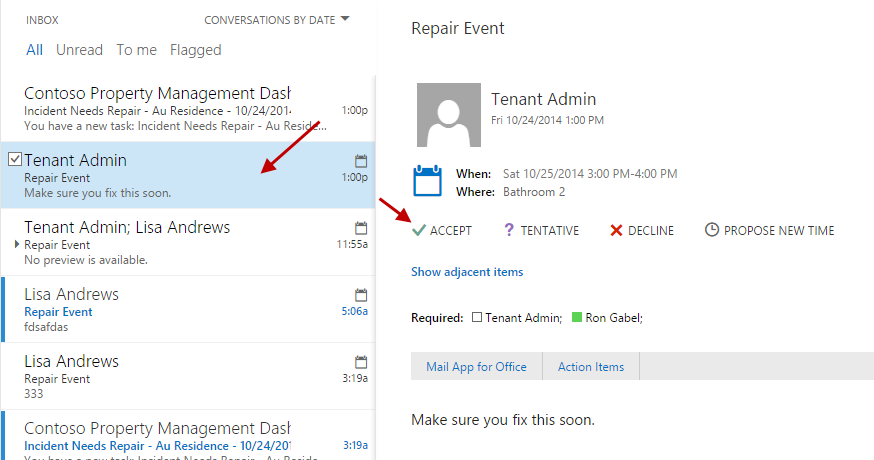 INBOX
CONVERSATIONS BY DATE
All Unread To me Flagged
Contoso Property Management Dash
Incident Needs Repair - Au Residence - 10/24/2014
1:00p
You have a new task: Incident Needs Repair - Au Reside...
Tenant Admin
Repair Event
1:00p
Make sure you fix this soon.
Tenant Admin; Lisa Andrews
Repair Event
11:55a
No preview is available.
Lisa Andrews
Repair Event
5:06a
fdsafdas
Lisa Andrews
Repair Event
3:19a
333
Contoso Property Management Dash
Incident Needs Repair - Au Residence - 10/24/201
3:19a
You have a new task: Incident Needs Repair - Au Reside...
Repair Event
Tenant Admin
Fri 10/24/2014 1:00 PM
When: Sat 10/25/2014 3:00 PM-4:00 PM
Where: Bathroom 2
ACCEPT
? TENTATIVE
DECLINE
PROPOSE NEW TIME
Show adjacent items
Required: Tenant Admin; Ron Gabel;
Mail App for Office
Action Items
Make sure you fix this soon.